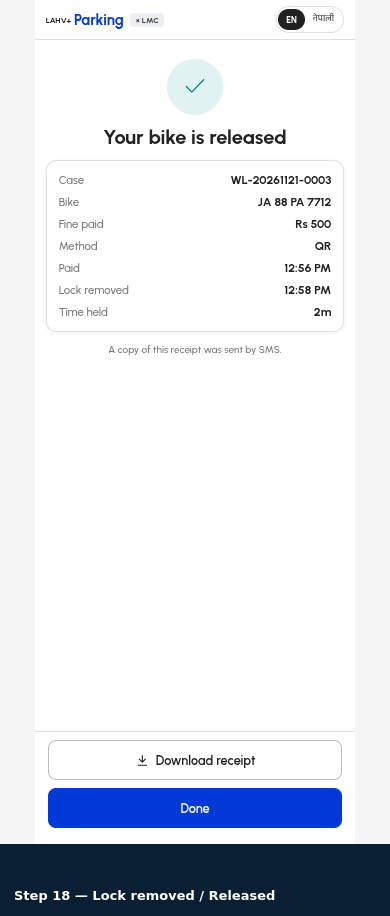 LAHV+ Parking × LMC EN नेपाली
Your bike is released
Case WL-20261121-0003
Bike JA 88 PA 7712
Fine paid Rs 500
Method QR
Paid 12:56 PM
Lock removed 12:58 PM
Time held 2m
A copy of this receipt was sent by SMS.
Download receipt
Done
Step 18 — Lock removed / Released